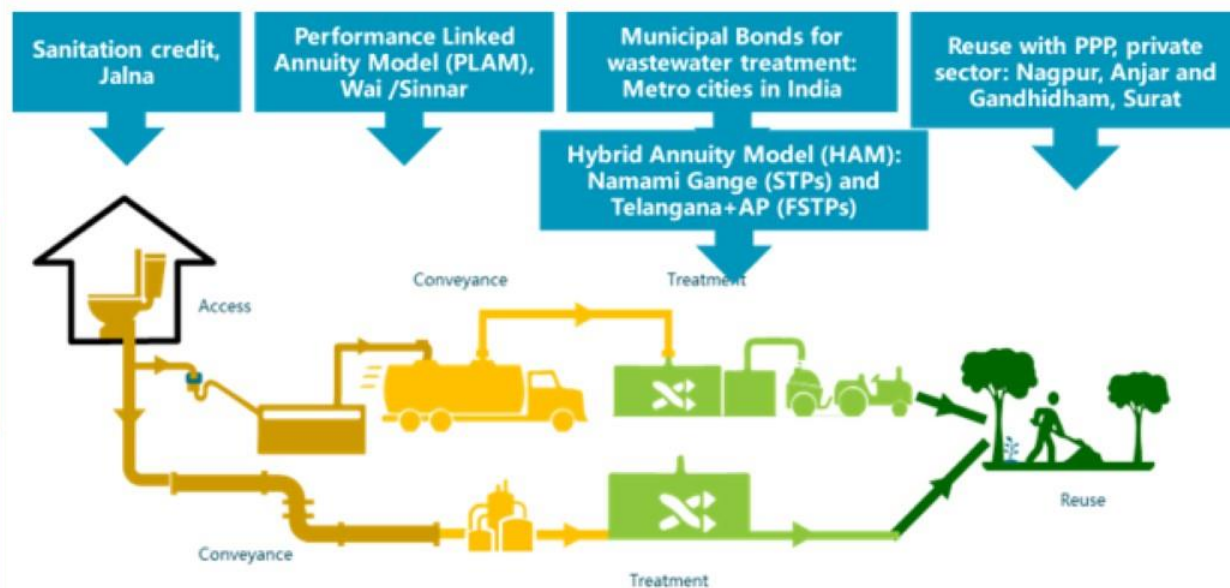 Sanitation credit,
Jalna
Performance Linked
Annuity Model (PLAM),
Wai /Sinnar
Municipal Bonds for
wastewater treatment:
Metro cities in India
Reuse with PPP, private
sector: Nagpur, Anjar and
Gandhidham, Surat
Hybrid Annuity Model (HAM):
Namami Gange (STPs) and
Telangana+AP (FSTPs)
Conveyance
Treatment
Access
Reuse
Conveyance
Treatment